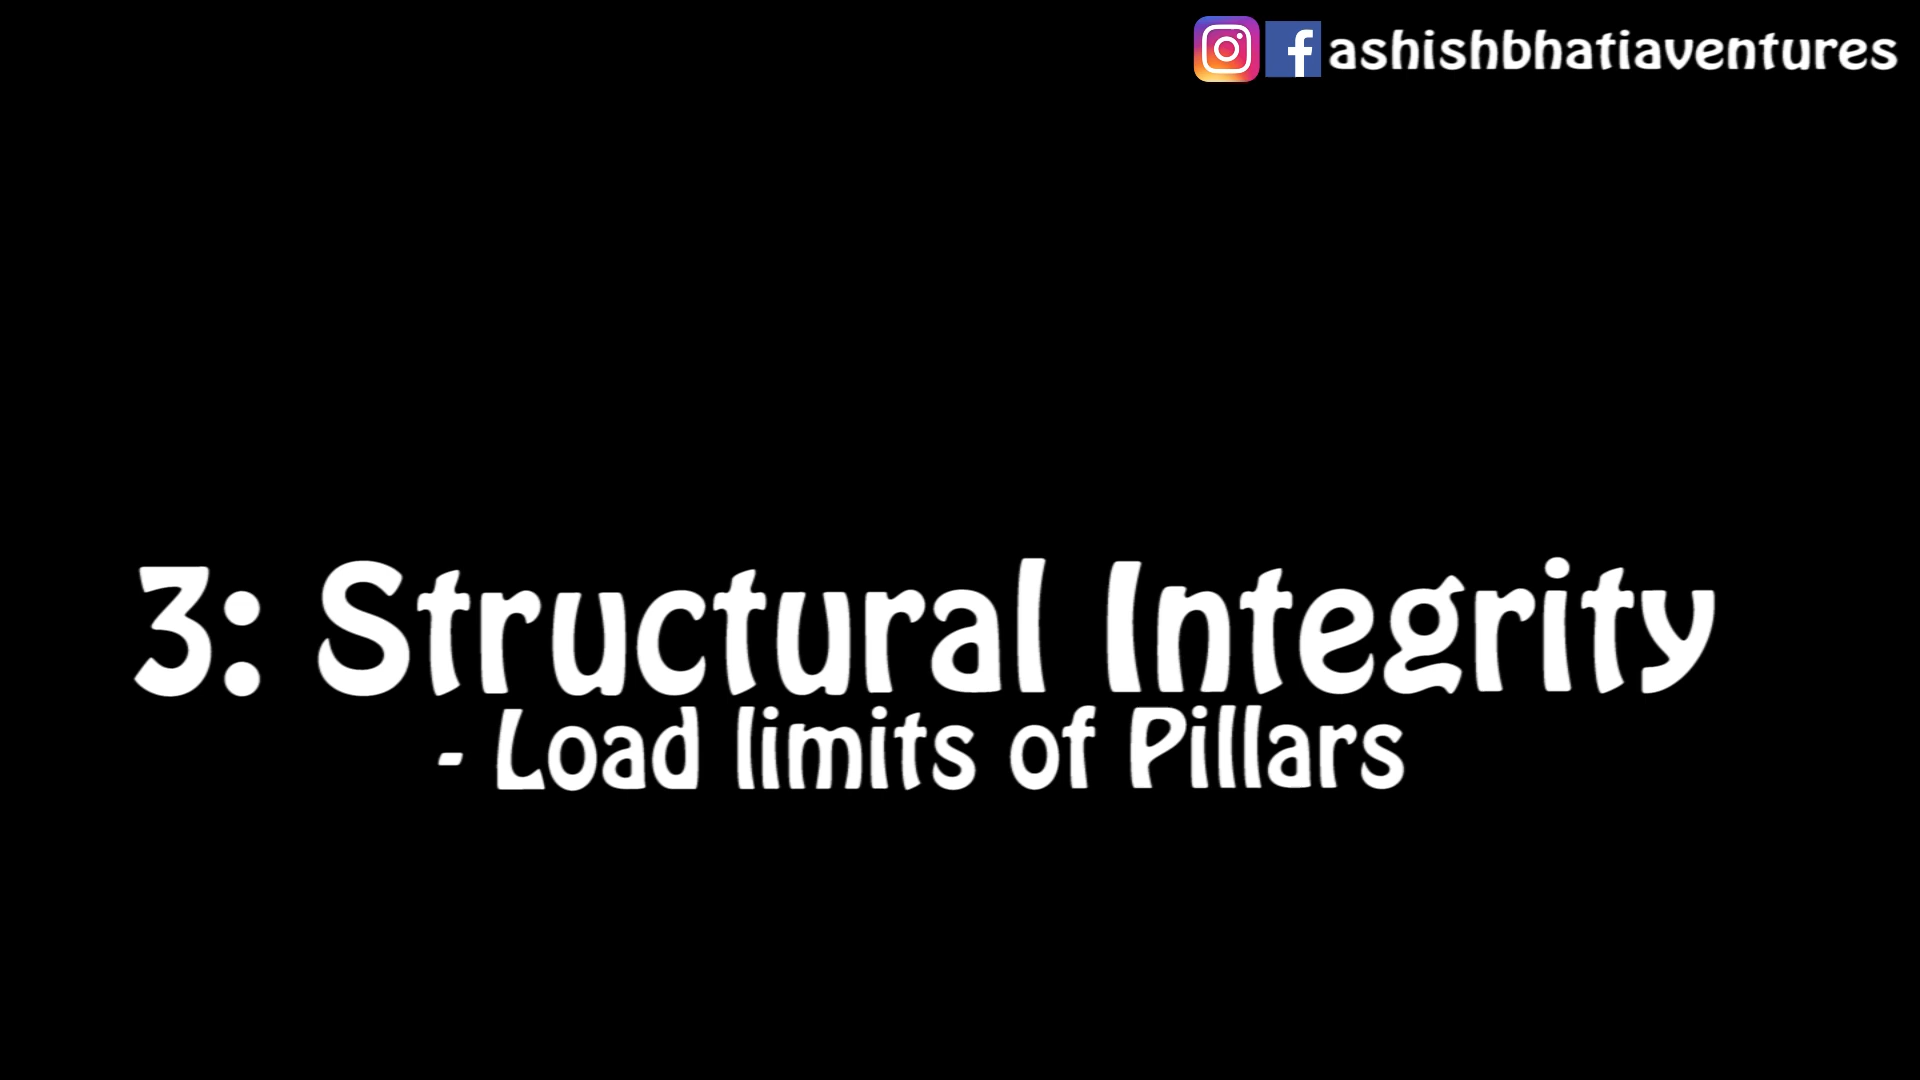 ashishbhatiaventures
3: Structural Integrity
- Load limits of Pillars